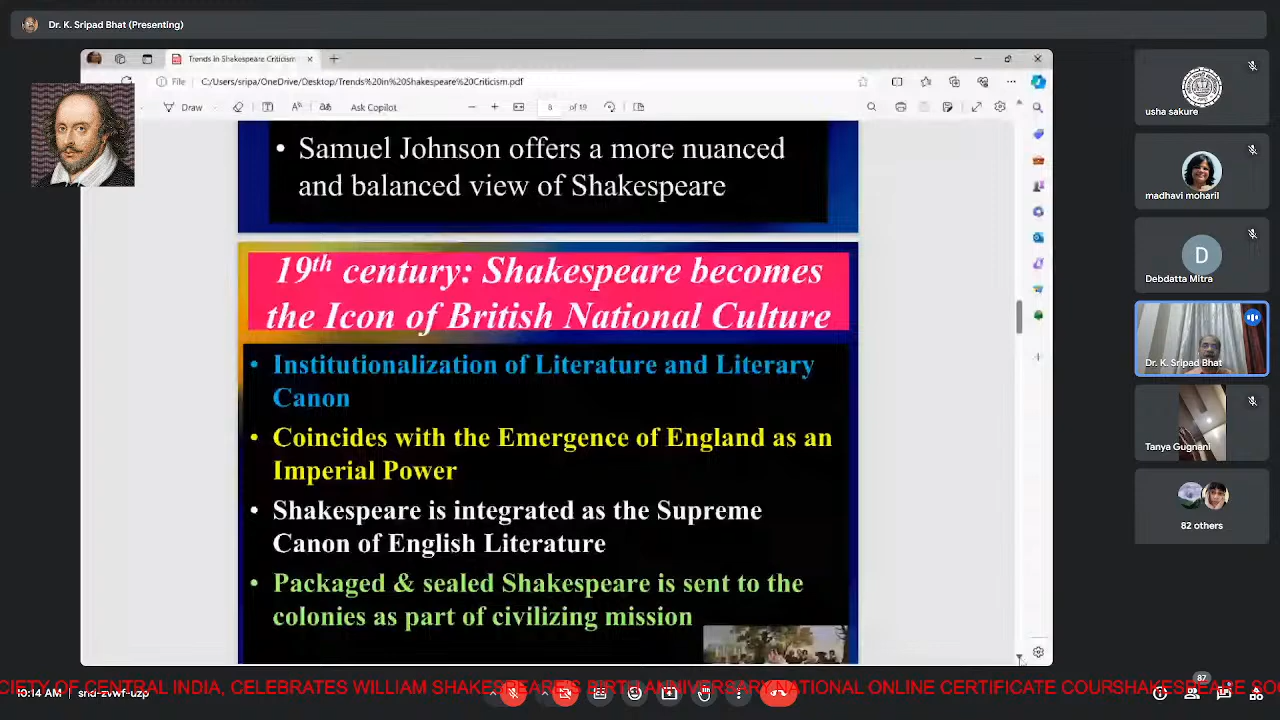 Dr. K. Sripad Bhat (Presenting)
Trends in Shakespeare Criticism
File
C:/Users/sripa/OneDrive/Desktop/Trends%20in%20Shakespeare%20Criticism.pdf
Draw
Ask Copilot
8 of 19
• Samuel Johnson offers a more nuanced
and balanced view of Shakespeare
19th century: Shakespeare becomes
the Icon of British National Culture
• Institutionalization of Literature and Literary
Canon
• Coincides with the Emergence of England as an
Imperial Power
• Shakespeare is integrated as the Supreme
Canon of English Literature
• Packaged & sealed Shakespeare is sent to the
colonies as part of civilizing mission
usha sakure
madhavi moharil
D
Debdatta Mitra
Dr. K. Sripad Bhat
Tanya Gugnani
82 others
10:14 AM
CIETY OF CENTRAL INDIA, CELEBRATES WILLIAM SHAKESPEARE'S BIRTH ANNIVERSARY NATIONAL ONLINE CERTIFICATE COURSHAKESPEARE SO
87